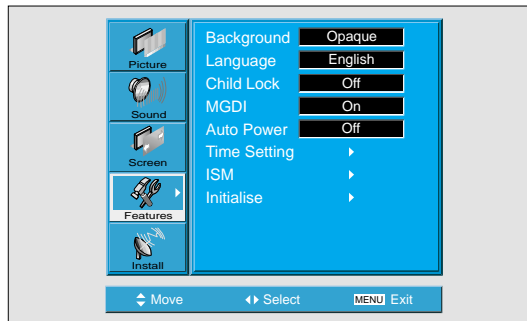 Picture
Sound
Screen
Features
Install
Background Opaque
Language English
Child Lock Off
MGDI On
Auto Power Off
Time Setting
ISM
Initialise
Move Select MENU Exit